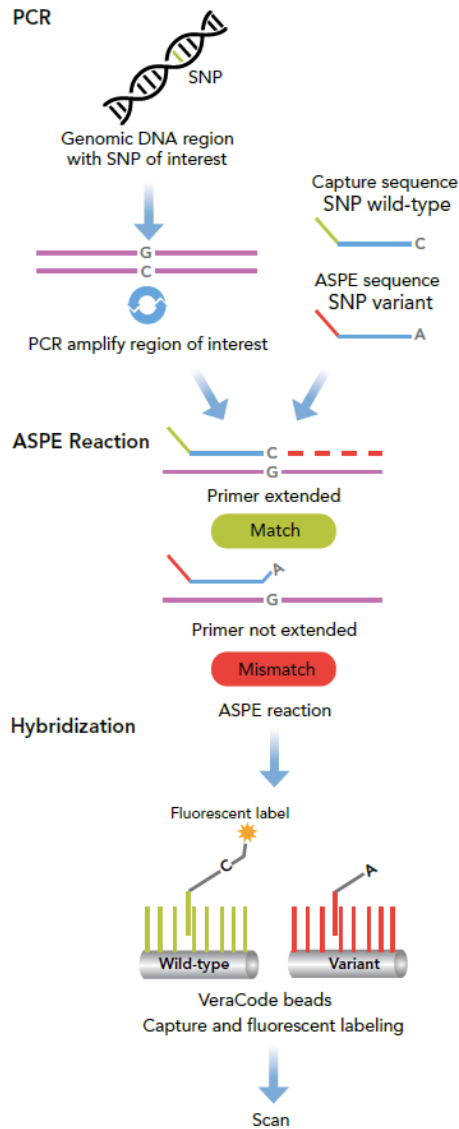 PCR
SNP
Genomic DNA region
with SNP of interest
Capture sequence
SNP wild-type
C
G
C
ASPE sequence
SNP variant
A
PCR amplify region of interest
ASPE Reaction
C
G
Primer extended
Match
A
G
Primer not extended
Mismatch
ASPE reaction
Hybridization
Fluorescent label
C
A
Wild-type
Variant
VeraCode beads
Capture and fluorescent labeling
Scan